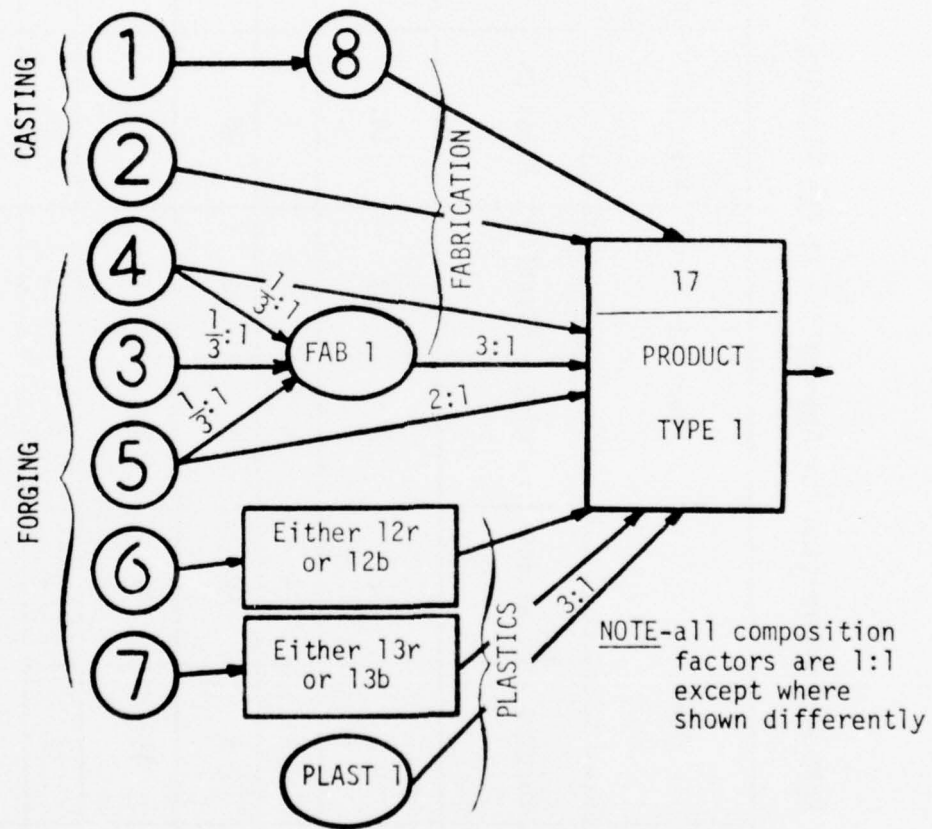 CASTING
1
8
2
FABRICATION
4
1/3:1
17
3
1/3:1
FAB 1
3:1
PRODUCT
TYPE 1
1/3:1
2:1
5
FORGING
6
Either 12r
or 12b
7
Either 13r
or 13b
PLASTICS
3:1
PLAST 1
NOTE-all composition
factors are 1:1
except where
shown differently